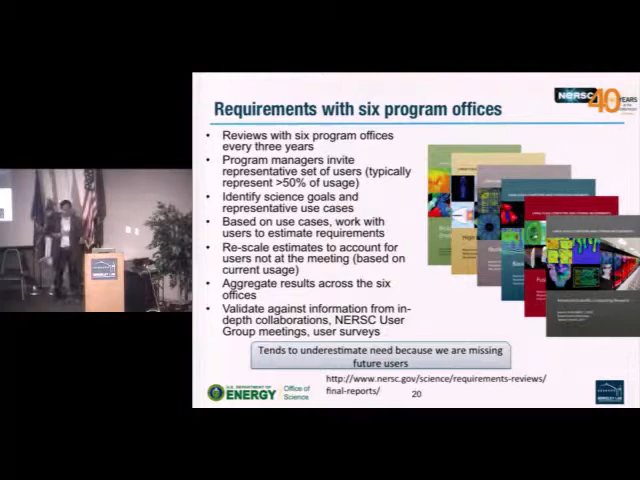 NERSC 40 YEARS
Requirements with six program offices
• Reviews with six program offices
every three years
• Program managers invite
representative set of users (typically
represent >50% of usage)
• Identify science goals and
representative use cases
• Based on use cases, work with
users to estimate requirements
• Re-scale estimates to account for
users not at the meeting (based on
current usage)
• Aggregate results across the six
offices
• Validate against information from in-
depth collaborations, NERSC User
Group meetings, user surveys
Tends to underestimate need because we are missing
future users
http://www.nersc.gov/science/requirements-reviews/
final-reports/
U.S. DEPARTMENT OF
ENERGY
Office of
Science
20
BERKELEY LAB